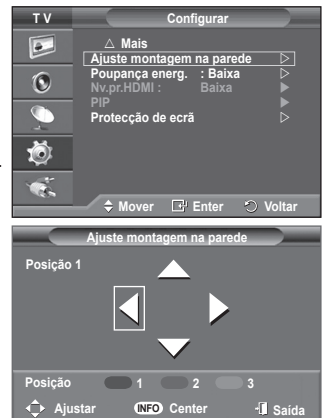 T V Configurar
△ Mais
Ajuste montagem na parede ▷
Poupança energ. : Baixa ▷
Nv.pr.HDMI : Baixa ▶
PIP ▶
Protecção de ecrã ▷
Mover Enter Voltar
Ajuste montagem na parede
Posição 1
Posição 1 2 3
Ajustar INFO Center Saída